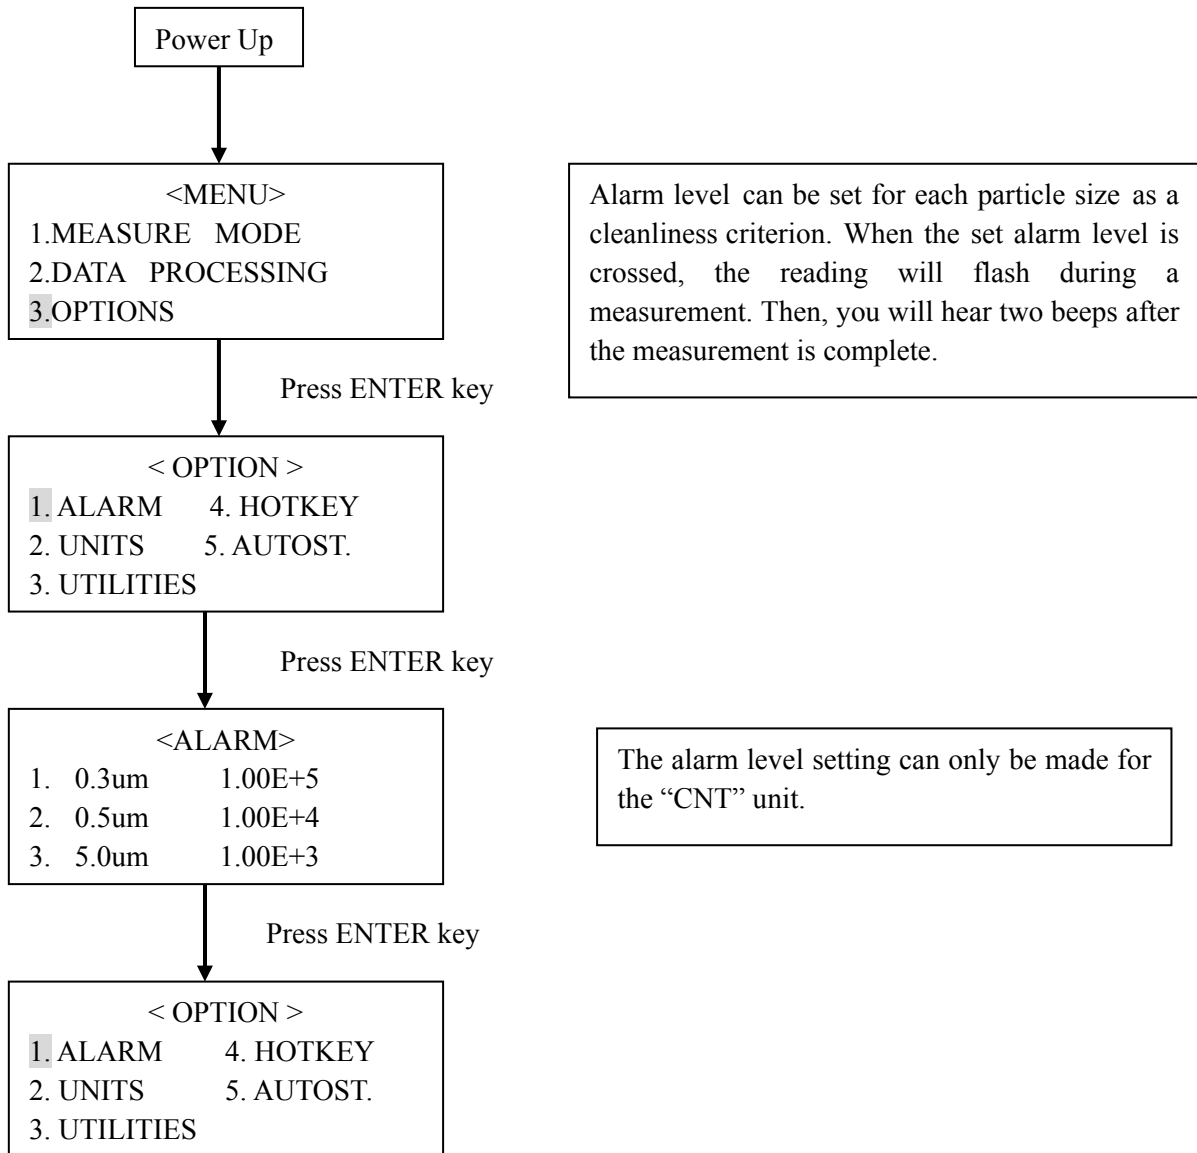 Power Up
<MENU>
1.MEASURE MODE
2.DATA PROCESSING
3.OPTIONS
Alarm level can be set for each particle size as a
cleanliness criterion. When the set alarm level is
crossed, the reading will flash during a
measurement. Then, you will hear two beeps after
the measurement is complete.
Press ENTER key
< OPTION >
1. ALARM 4. HOTKEY
2. UNITS 5. AUTOST.
3. UTILITIES
Press ENTER key
<ALARM>
1. 0.3um 1.00E+5
2. 0.5um 1.00E+4
3. 5.0um 1.00E+3
The alarm level setting can only be made for
the “CNT” unit.
Press ENTER key
< OPTION >
1. ALARM 4. HOTKEY
2. UNITS 5. AUTOST.
3. UTILITIES